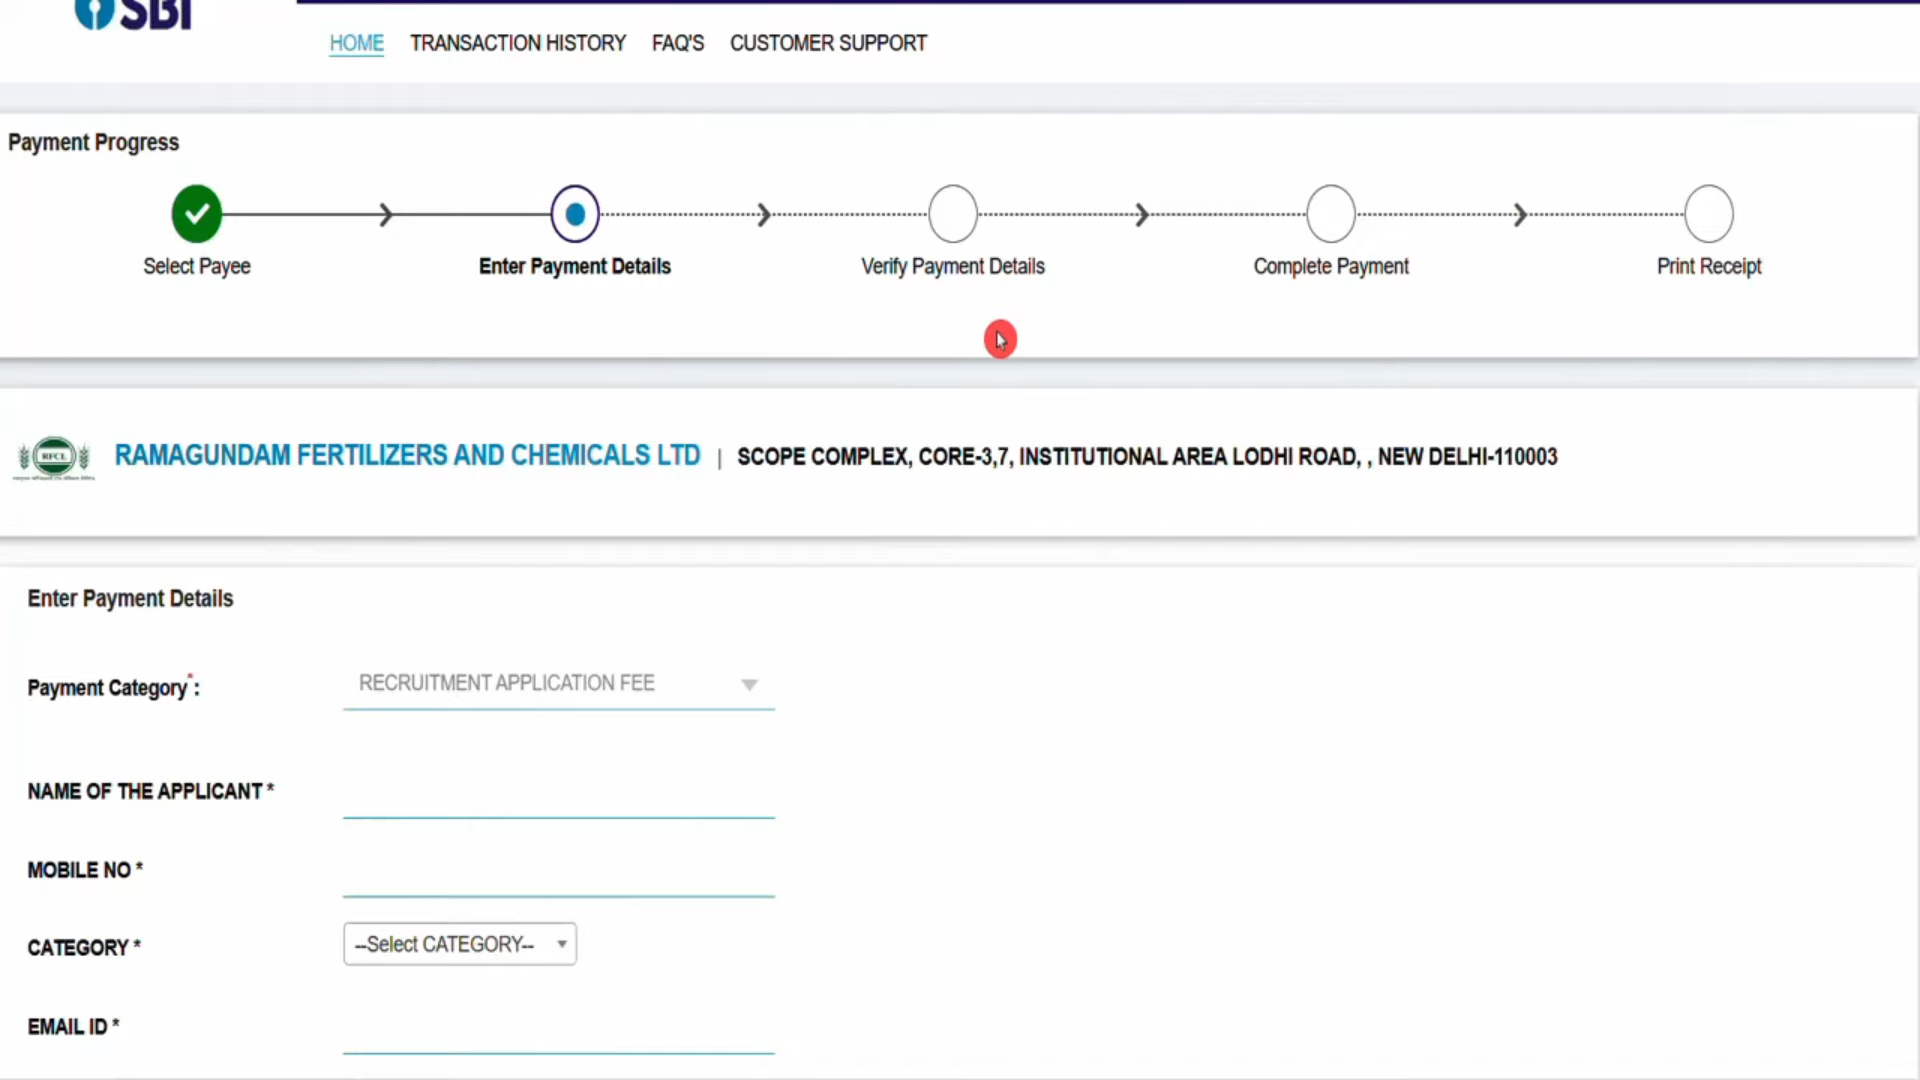 SBI
HOME TRANSACTION HISTORY FAQ'S CUSTOMER SUPPORT
Payment Progress
Select Payee Enter Payment Details Verify Payment Details Complete Payment Print Receipt
RFCL RAMAGUNDAM FERTILIZERS AND CHEMICALS LTD | SCOPE COMPLEX, CORE-3,7, INSTITUTIONAL AREA LODHI ROAD, , NEW DELHI-110003
Enter Payment Details
Payment Category*: RECRUITMENT APPLICATION FEE
NAME OF THE APPLICANT *
MOBILE NO *
CATEGORY * --Select CATEGORY--
EMAIL ID *